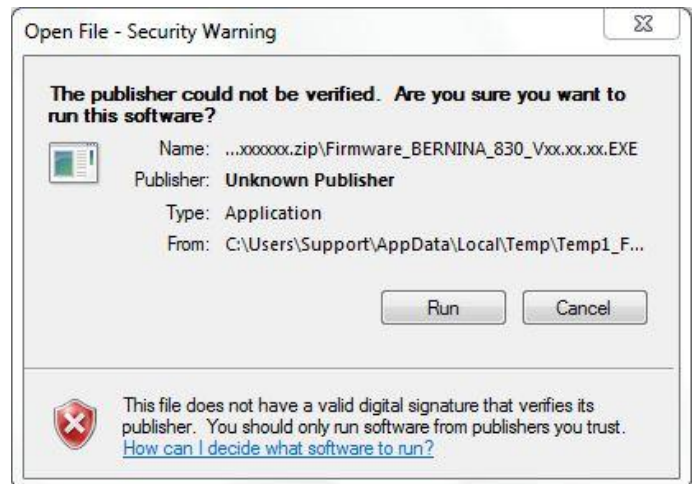 Open File - Security Warning
The publisher could not be verified. Are you sure you want to
run this software?
Name: ...xxxxxx.zip\Firmware_BERNINA_830_Vxx.xx.xx.EXE
Publisher: Unknown Publisher
Type: Application
From: C:\Users\Support\AppData\Local\Temp\Temp1_F...
Run Cancel
This file does not have a valid digital signature that verifies its
publisher. You should only run software from publishers you trust.
How can I decide what software to run?